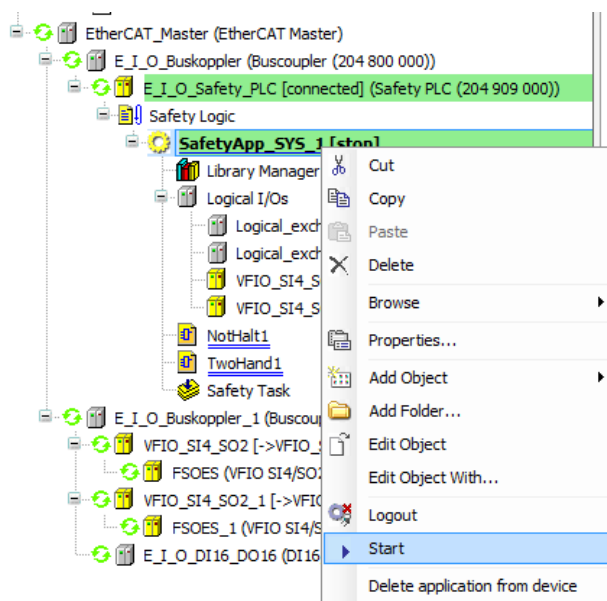 EtherCAT_Master (EtherCAT Master)
E_I_O_Buskoppler (Buscoupler (204 800 000))
E_I_O_Safety_PLC [connected] (Safety PLC (204 909 000))
Safety Logic
SafetyApp_SYS_1 [stop]
Library Manager
Logical I/Os
Logical_exch
Logical_exch
VFIO_SI4_S
VFIO_SI4_S
NotHalt1
TwoHand1
Safety Task
E_I_O_Buskoppler_1 (Buscoup
VFIO_SI4_SO2 [->VFIO_S
FSOES (VFIO SI4/SO2
VFIO_SI4_SO2_1 [->VFIO
FSOES_1 (VFIO SI4/S
E_I_O_DI16_DO16 (DI16
Cut
Copy
Paste
Delete
Browse
Properties...
Add Object
Add Folder...
Edit Object
Edit Object With...
Logout
Start
Delete application from device